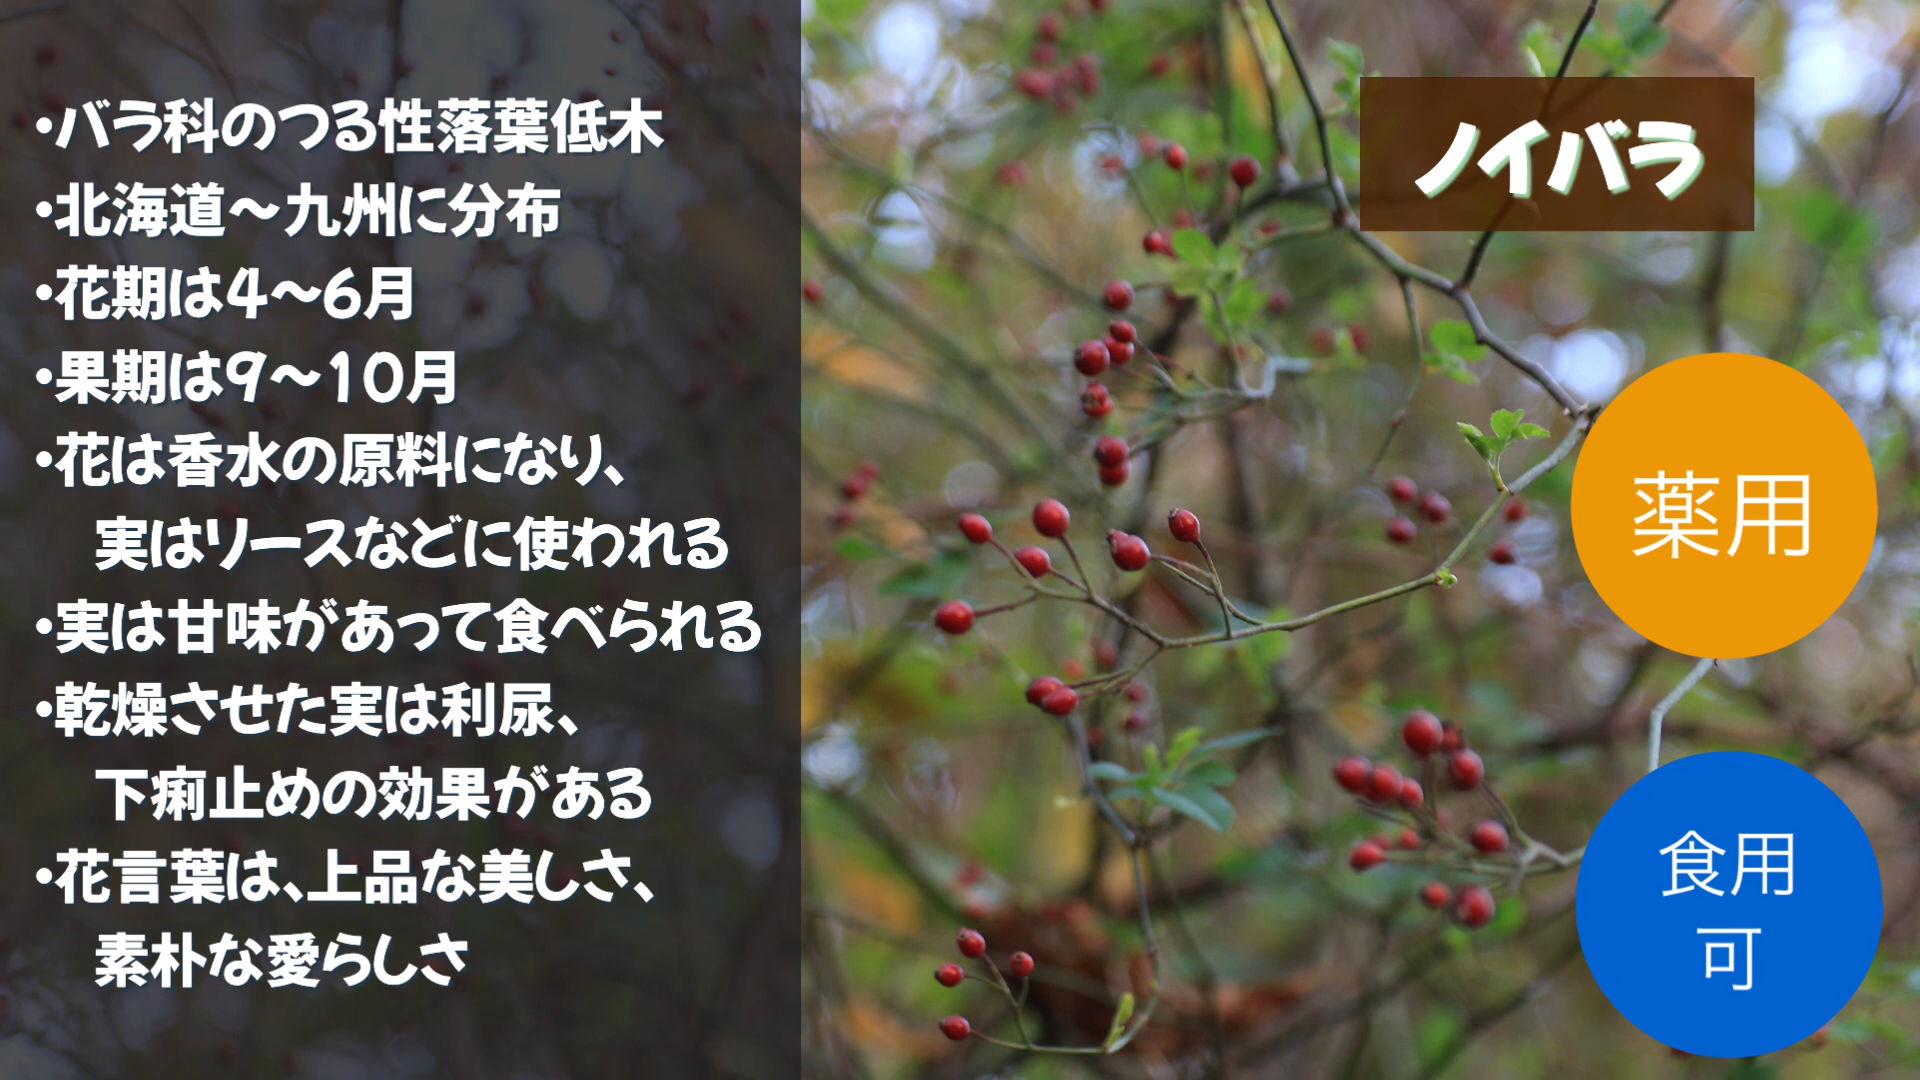 ・バラ科のつる性落葉低木
・北海道～九州に分布
・花期は4～6月
・果期は9～10月
・花は香水の原料になり、
実はソースなどに使われる
・実は甘味があって食べられる
・乾燥させた実は利尿、
下痢止めの効果がある
・花言葉は、上品な美しさ、
素朴な愛らしさ
ノイバラ
薬用
食用
可